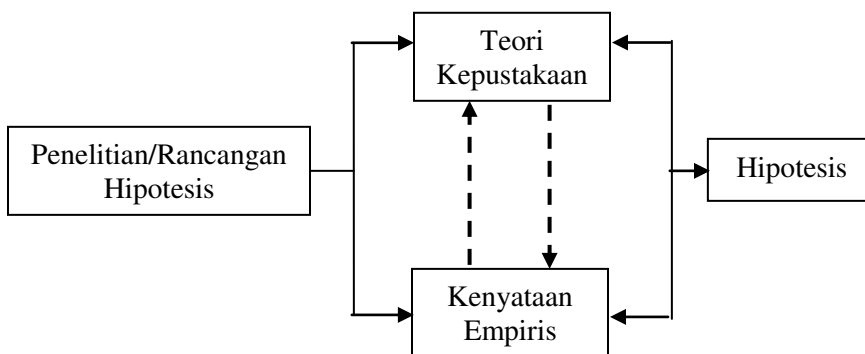 Teori
Kepustakaan
Penelitian/Rancangan
Hipotesis
Hipotesis
Kenyataan
Empiris